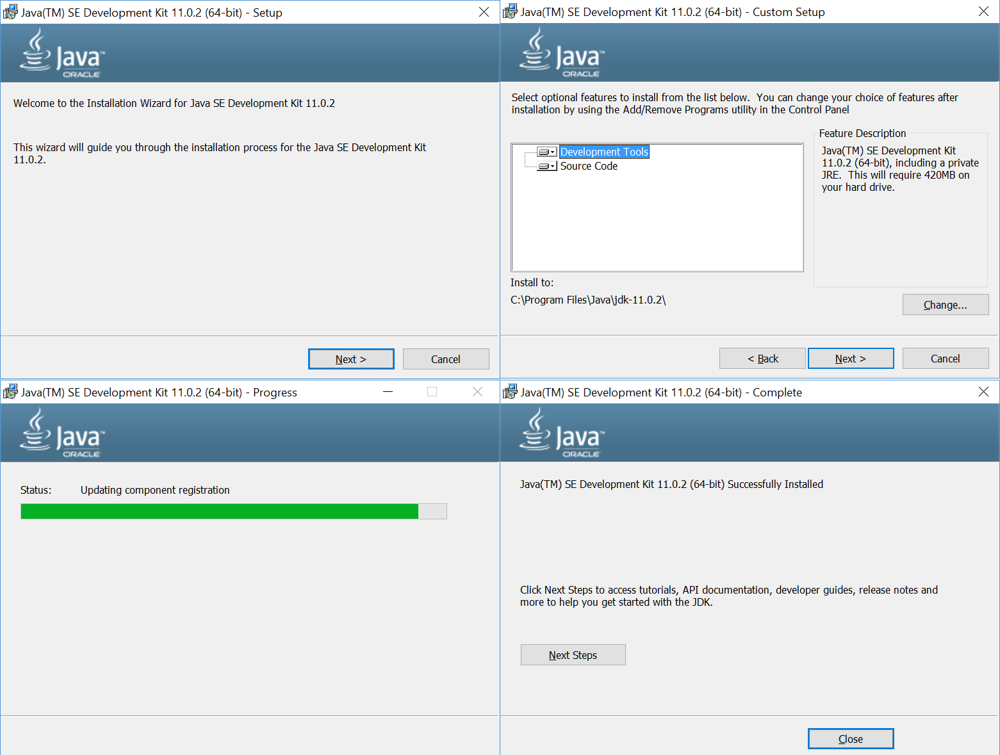 Java(TM) SE Development Kit 11.0.2 (64-bit) - Setup
Java™
ORACLE
Welcome to the Installation Wizard for Java SE Development Kit 11.0.2
This wizard will guide you through the installation process for the Java SE Development Kit
11.0.2.
Next >
Cancel
Java(TM) SE Development Kit 11.0.2 (64-bit) - Custom Setup
Java™
ORACLE
Select optional features to install from the list below.  You can change your choice of features after
installation by using the Add/Remove Programs utility in the Control Panel
Development Tools
Source Code
Feature Description
Java(TM) SE Development Kit
11.0.2 (64-bit), including a private
JRE.  This will require 420MB on
your hard drive.
Install to:
C:\Program Files\Java\jdk-11.0.2\
Change...
< Back
Next >
Cancel
Java(TM) SE Development Kit 11.0.2 (64-bit) - Progress
Java™
ORACLE
Status: Updating component registration
Java(TM) SE Development Kit 11.0.2 (64-bit) - Complete
Java™
ORACLE
Java(TM) SE Development Kit 11.0.2 (64-bit) Successfully Installed
Click Next Steps to access tutorials, API documentation, developer guides, release notes and
more to help you get started with the JDK.
Next Steps
Close